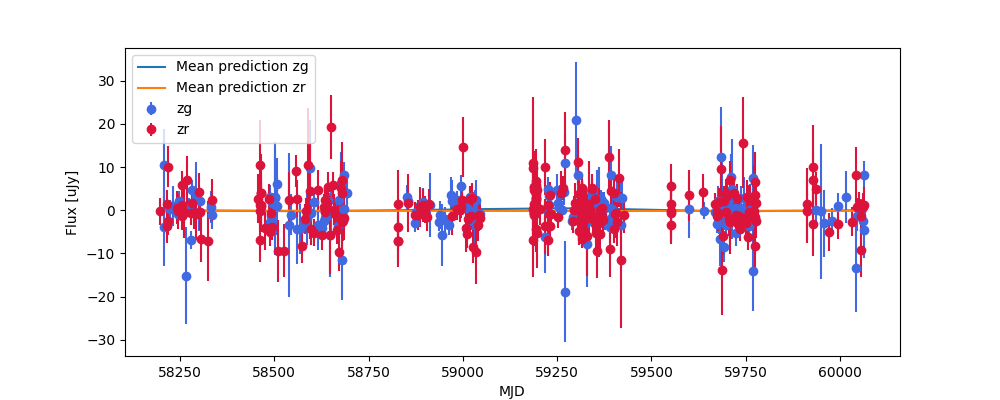 Mean prediction zg
Mean prediction zr
zg
zr
30
20
10
0
−10
−20
−30
Flux [uJy]
58250
58500
58750
59000
59250
59500
59750
60000
MJD